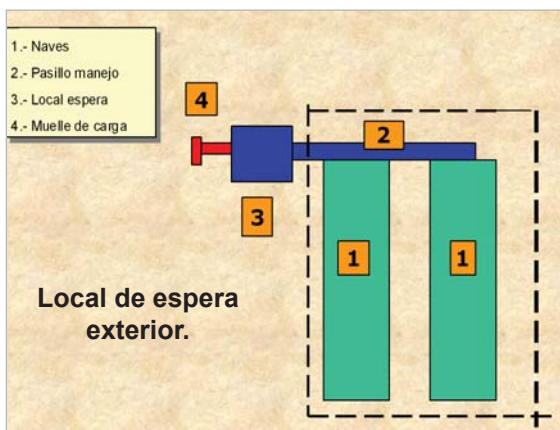 1.- Naves
2.- Pasillo manejo
3.- Local espera
4.- Muelle de carga
4
2
3
1 1
Local de espera
exterior.